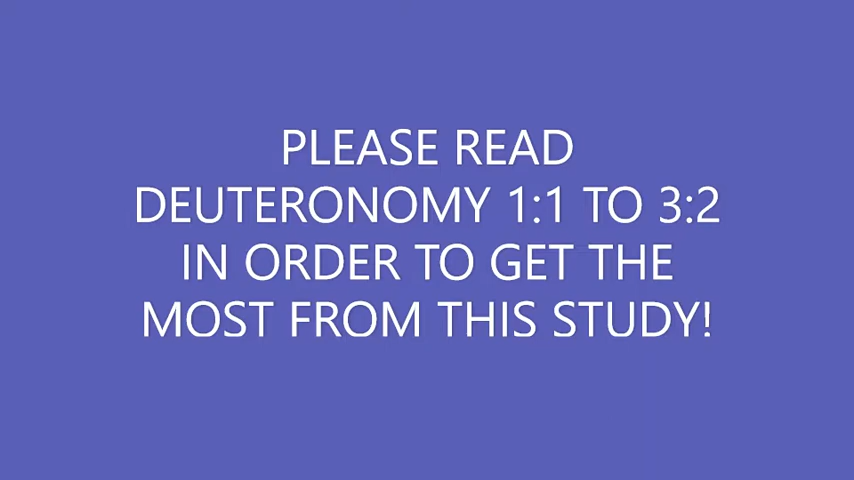 PLEASE READ
DEUTERONOMY 1:1 TO 3:2
IN ORDER TO GET THE
MOST FROM THIS STUDY!